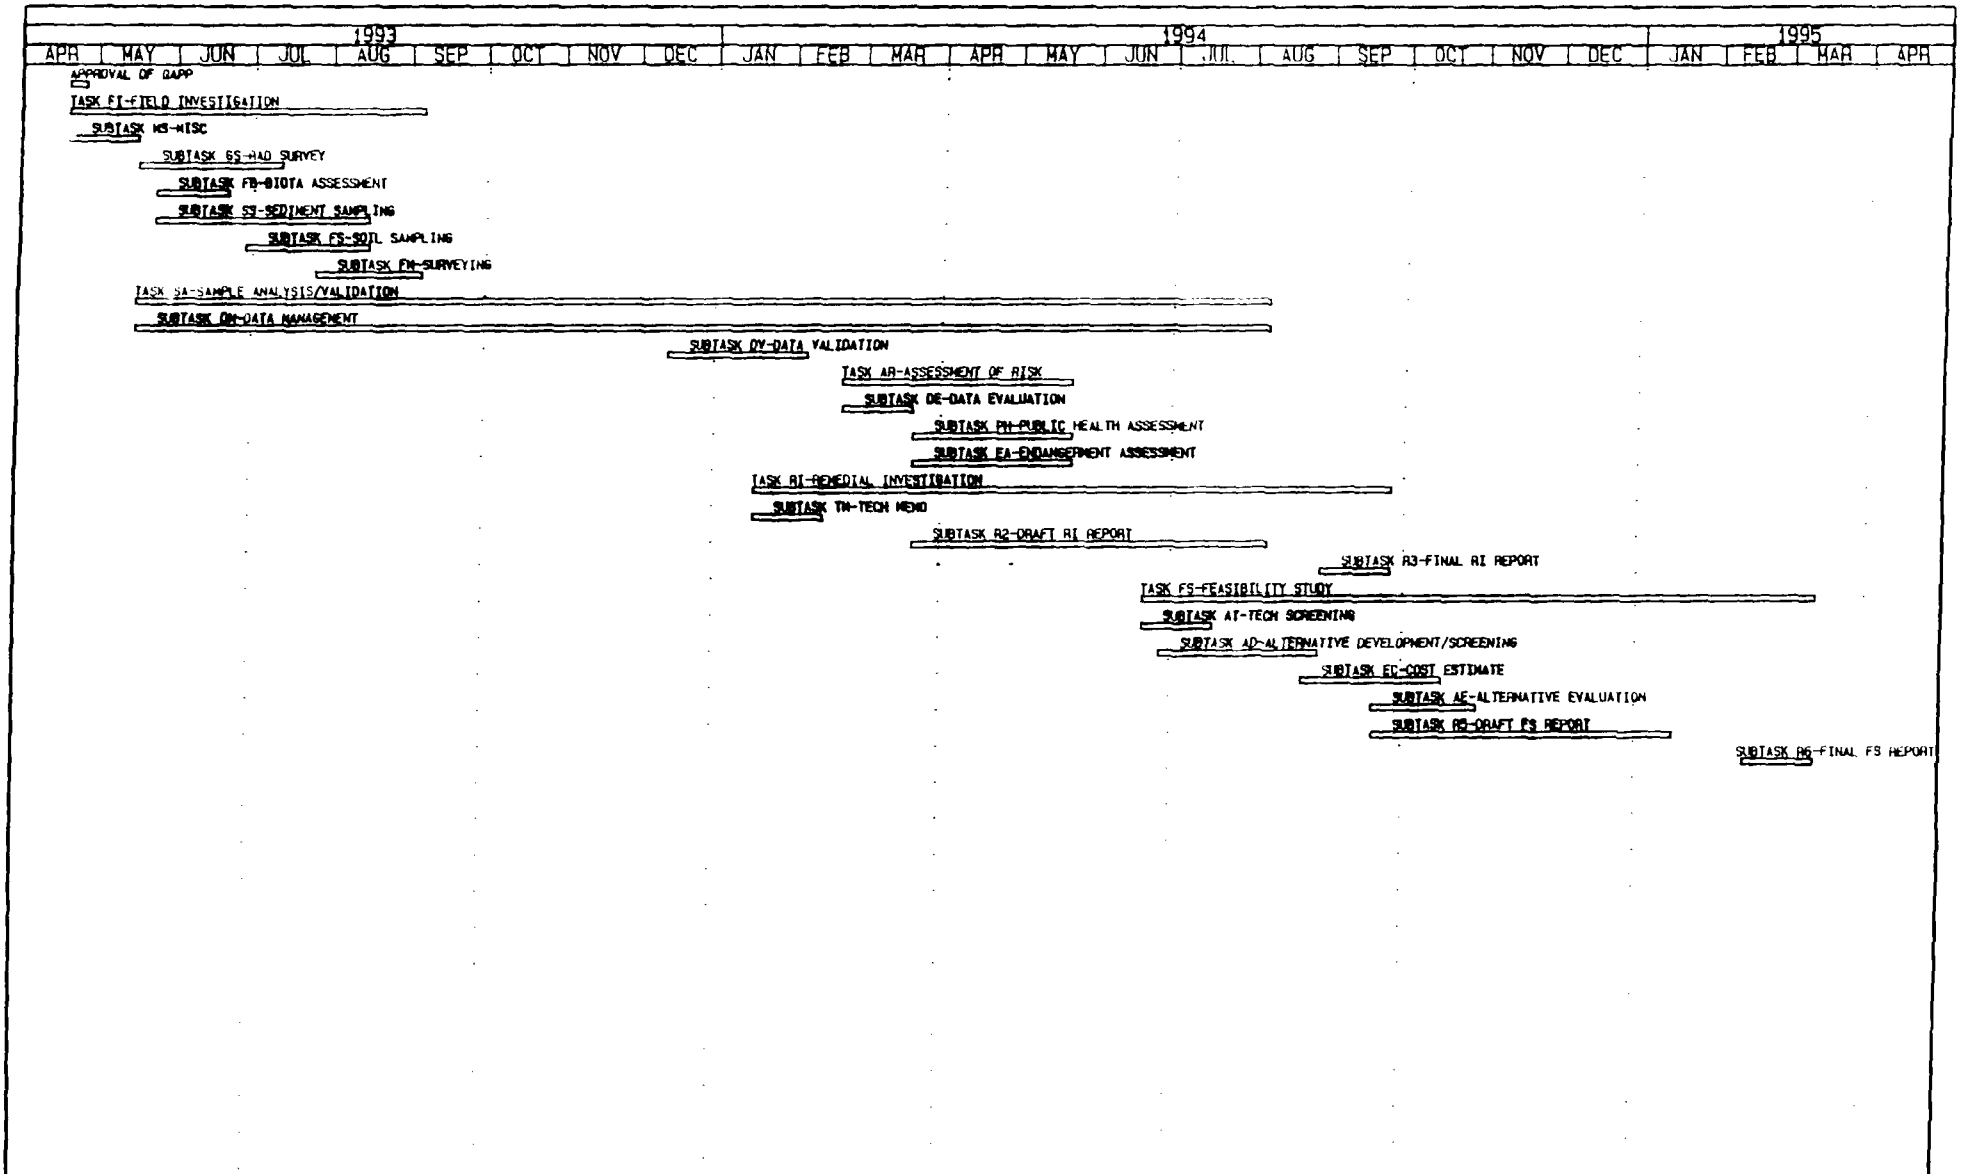 1993 1994 1995
APR MAY JUN JUL AUG SEP OCT NOV DEC JAN FEB MAR APR MAY JUN JUL AUG SEP OCT NOV DEC JAN FEB MAR APR
APPROVAL OF QAPP
TASK FI-FIELD INVESTIGATION
SUBTASK MS-MISC
SUBTASK GS-RAD SURVEY
SUBTASK FB-BIOTA ASSESSMENT
SUBTASK SS-SEDIMENT SAMPLING
SUBTASK FS-SOIL SAMPLING
SUBTASK FM-SURVEYING
TASK SA-SAMPLE ANALYSIS/VALIDATION
SUBTASK DM-DATA MANAGEMENT
SUBTASK DV-DATA VALIDATION
TASK AR-ASSESSMENT OF RISK
SUBTASK DE-DATA EVALUATION
SUBTASK PH-PUBLIC HEALTH ASSESSMENT
SUBTASK EA-ENDANGERMENT ASSESSMENT
TASK RI-REMEDIAL INVESTIGATION
SUBTASK TM-TECH MEMO
SUBTASK R2-DRAFT RI REPORT
SUBTASK R3-FINAL RI REPORT
TASK FS-FEASIBILITY STUDY
SUBTASK AT-TECH SCREENING
SUBTASK AD-ALTERNATIVE DEVELOPMENT/SCREENING
SUBTASK EC-COST ESTIMATE
SUBTASK AE-ALTERNATIVE EVALUATION
SUBTASK R5-DRAFT FS REPORT
SUBTASK R6-FINAL FS REPORT